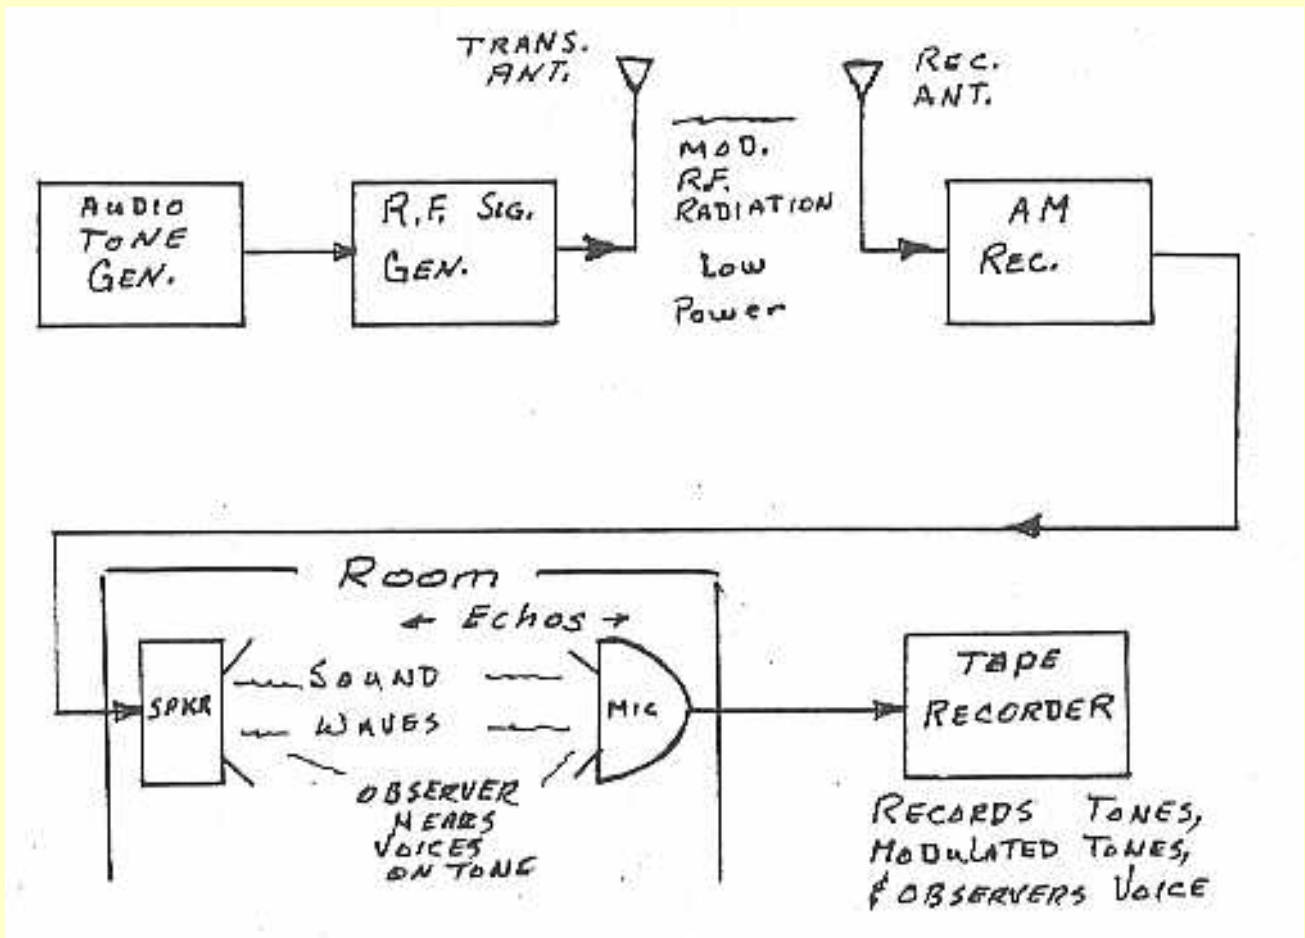 TRANS.
ANT.
REC.
ANT.
AUDIO
TONE
GEN.
R.F. SIG.
GEN.
MOD.
R.F.
RADIATION
Low
Power
AM
REC.
Room
← Echos →
SPKR
SOUND
WAVES
MIC
OBSERVER
HEARS
VOICES
ON TONE
TAPE
RECORDER
RECORDS TONES,
MODULATED TONES,
& OBSERVERS VOICE